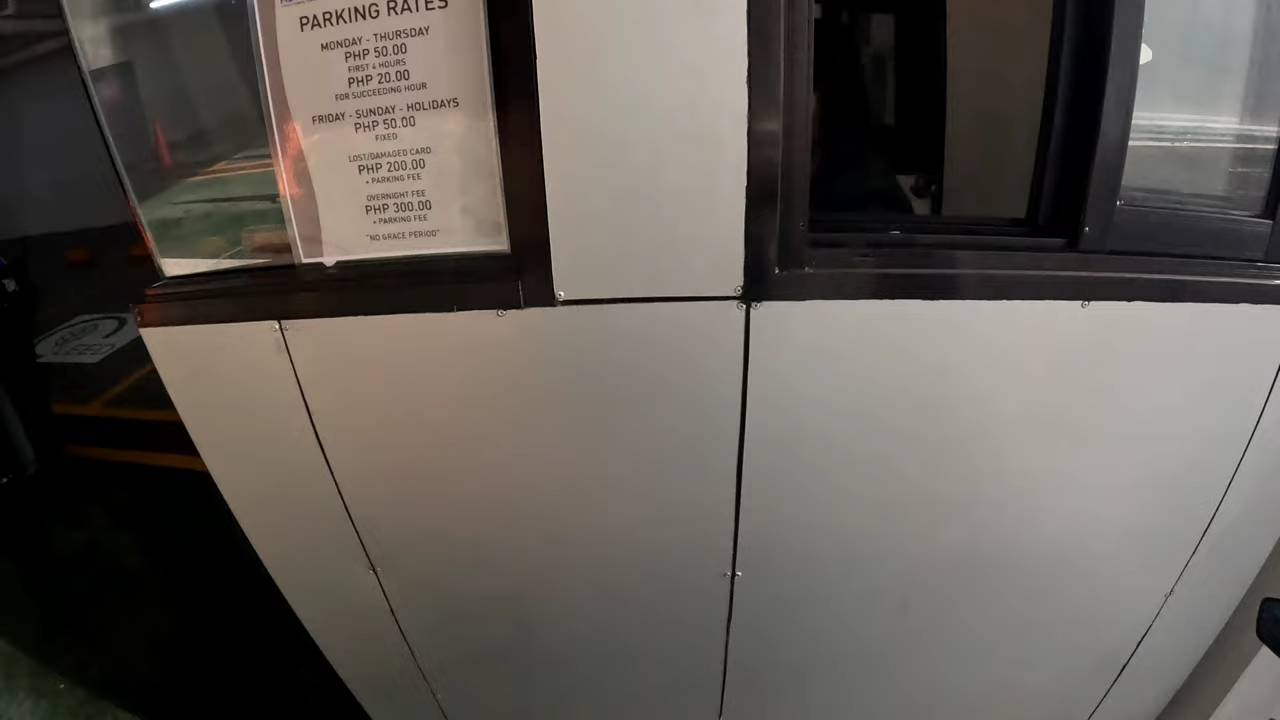 PARKING RATES
MONDAY - THURSDAY
PHP 50.00
FIRST 4 HOURS
PHP 20.00
FOR SUCCEEDING HOUR
FRIDAY - SUNDAY - HOLIDAYS
PHP 50.00
FIXED
LOST/DAMAGED CARD
PHP 200.00
+ PARKING FEE
OVERNIGHT FEE
PHP 300.00
+ PARKING FEE
"NO GRACE PERIOD"